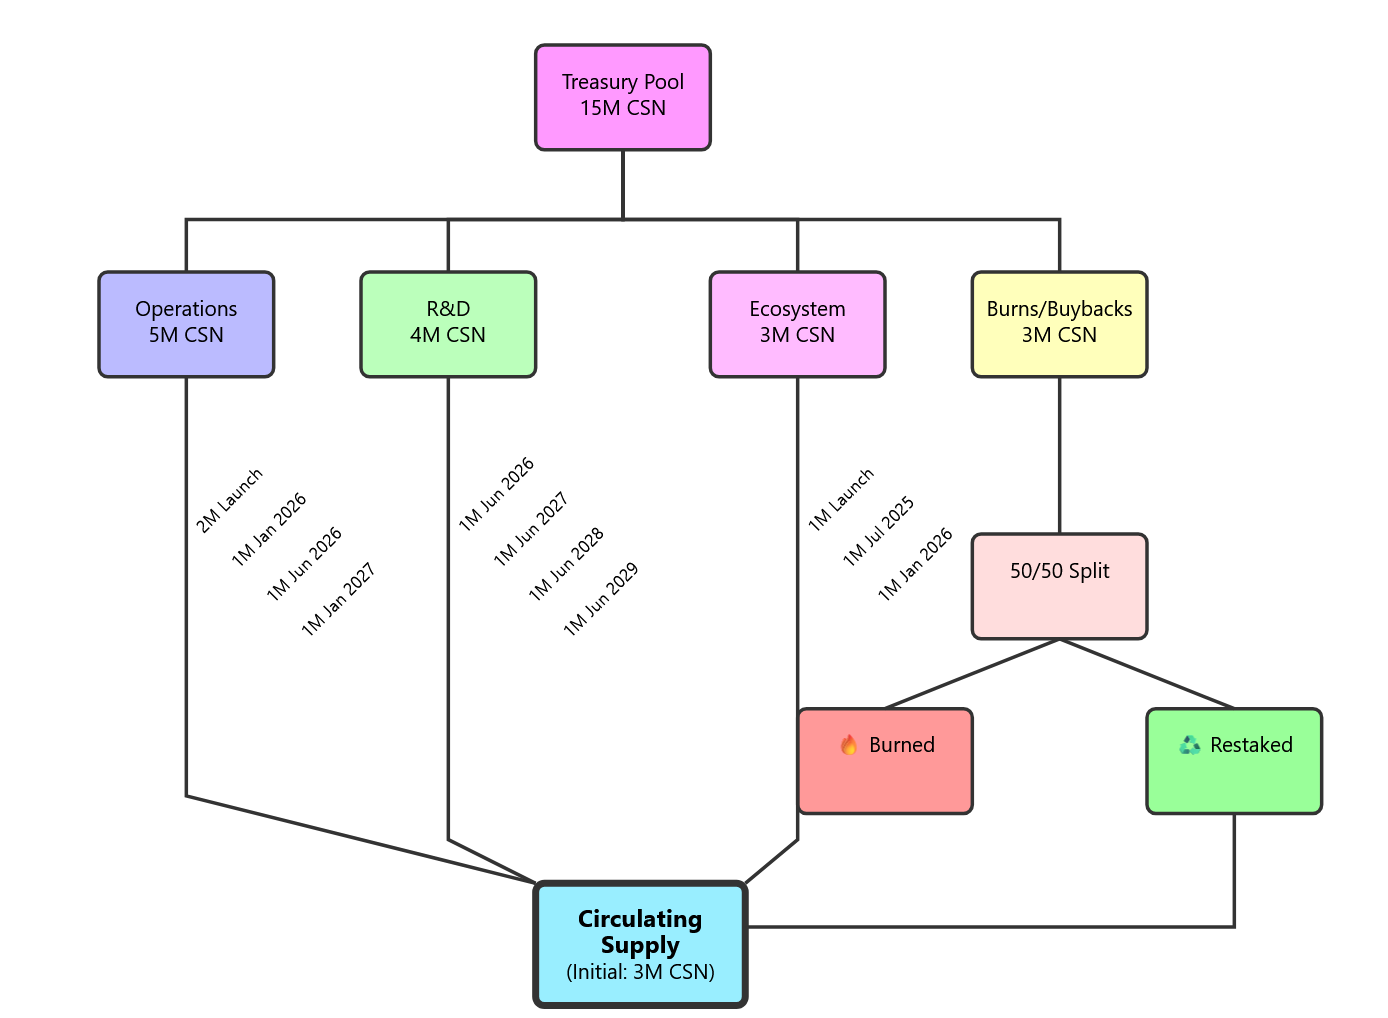 Treasury Pool
15M CSN
Operations
5M CSN
R&D
4M CSN
Ecosystem
3M CSN
Burns/Buybacks
3M CSN
2M Launch
1M Jan 2026
1M Jun 2026
1M Jan 2027
1M Jun 2026
1M Jun 2027
1M Jun 2028
1M Jun 2029
1M Launch
1M Jul 2025
1M Jan 2026
50/50 Split
🔥 Burned
♻️ Restaked
Circulating
Supply
(Initial: 3M CSN)